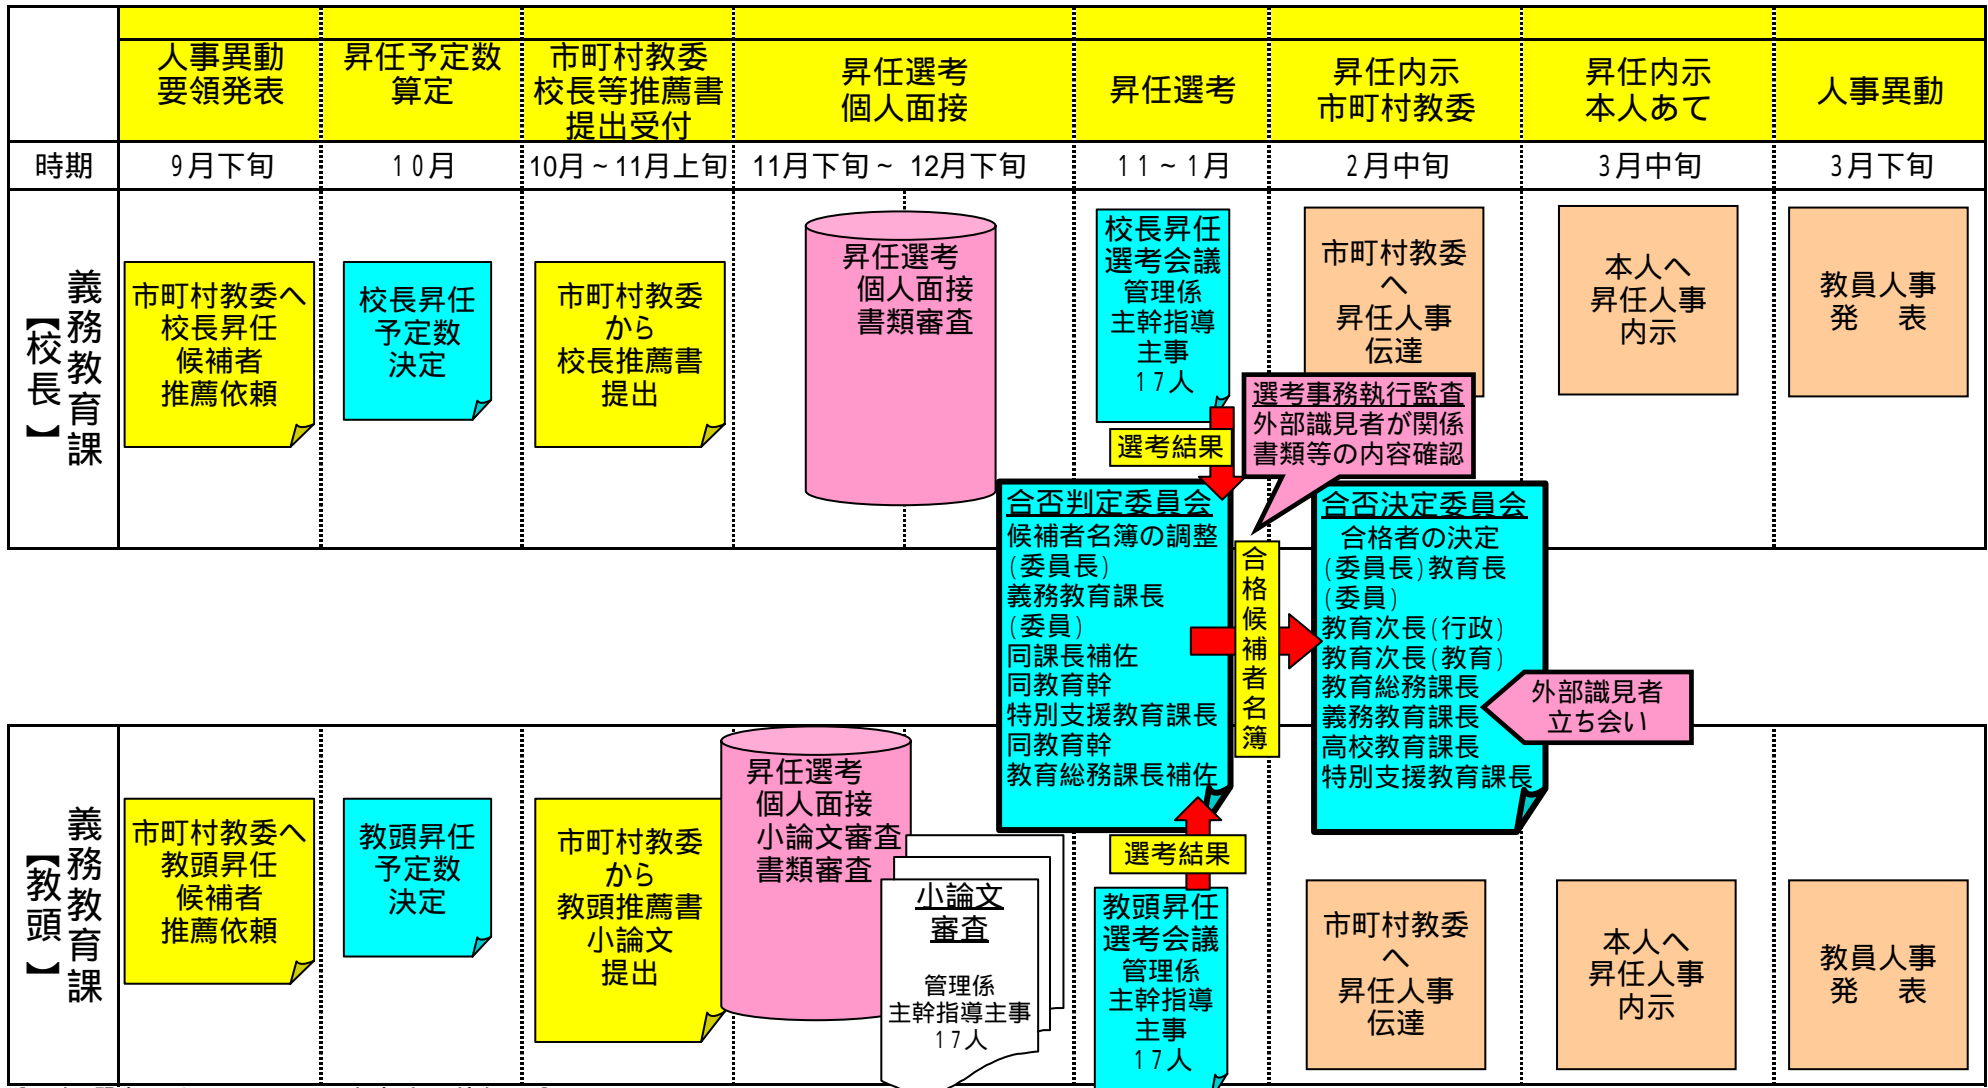 人事異動
要領発表
昇任予定数
算定
市町村教委
校長等推薦書
提出受付
昇任選考
個人面接
昇任選考
昇任内示
市町村教委
昇任内示
本人あて
人事異動
時期
9月下旬
10月
10月~11月上旬
11月下旬~ 12月下旬
11~1月
2月中旬
3月中旬
3月下旬
義務教育課
【校長】
市町村教委へ
校長昇任
候補者
推薦依頼
校長昇任
予定数
決定
市町村教委
から
校長推薦書
提出
昇任選考
個人面接
書類審査
校長昇任
選考会議
管理係
主幹指導
主事
17人
市町村教委
へ
昇任人事
伝達
本人へ
昇任人事
内示
教員人事
発 表
選考結果
選考事務執行監査
外部識見者が関係
書類等の内容確認
合否判定委員会
候補者名簿の調整
(委員長)
義務教育課長
(委員)
同課長補佐
同教育幹
特別支援教育課長
同教育幹
教育総務課長補佐
合格候補者名簿
合否決定委員会
合格者の決定
(委員長)教育長
(委員)
教育次長(行政)
教育次長(教育)
教育総務課長
義務教育課長
高校教育課長
特別支援教育課長
外部識見者
立ち会い
義務教育課
【教頭】
市町村教委へ
教頭昇任
候補者
推薦依頼
教頭昇任
予定数
決定
市町村教委
から
教頭推薦書
小論文
提出
昇任選考
個人面接
小論文審査
書類審査
小論文
審査
管理係
主幹指導主事
17人
選考結果
教頭昇任
選考会議
管理係
主幹指導
主事
17人
市町村教委
へ
昇任人事
伝達
本人へ
昇任人事
内示
教員人事
発 表